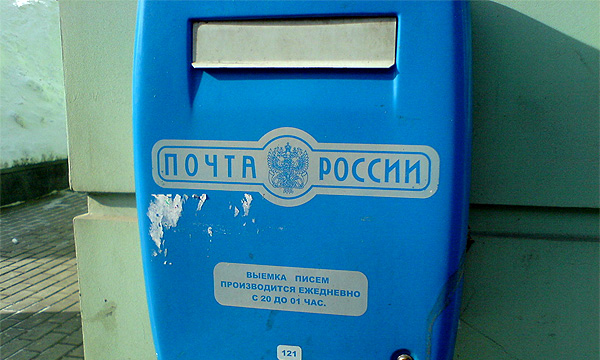 ПОЧТА РОССИИ
ВЫЕМКА ПИСЕМ
ПРОИЗВОДИТСЯ ЕЖЕДНЕВНО
С 20 ДО 01 ЧАС.
121